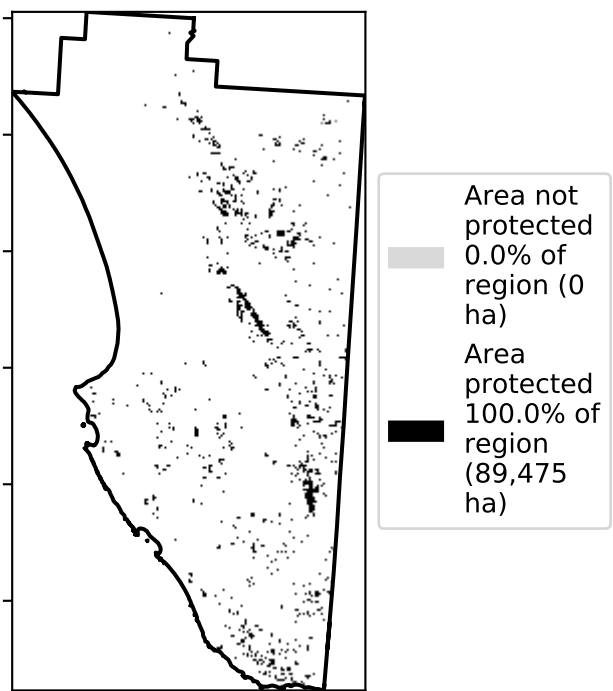 Area not
protected
0.0% of
region (0
ha)
Area
protected
100.0% of
region
(89,475
ha)